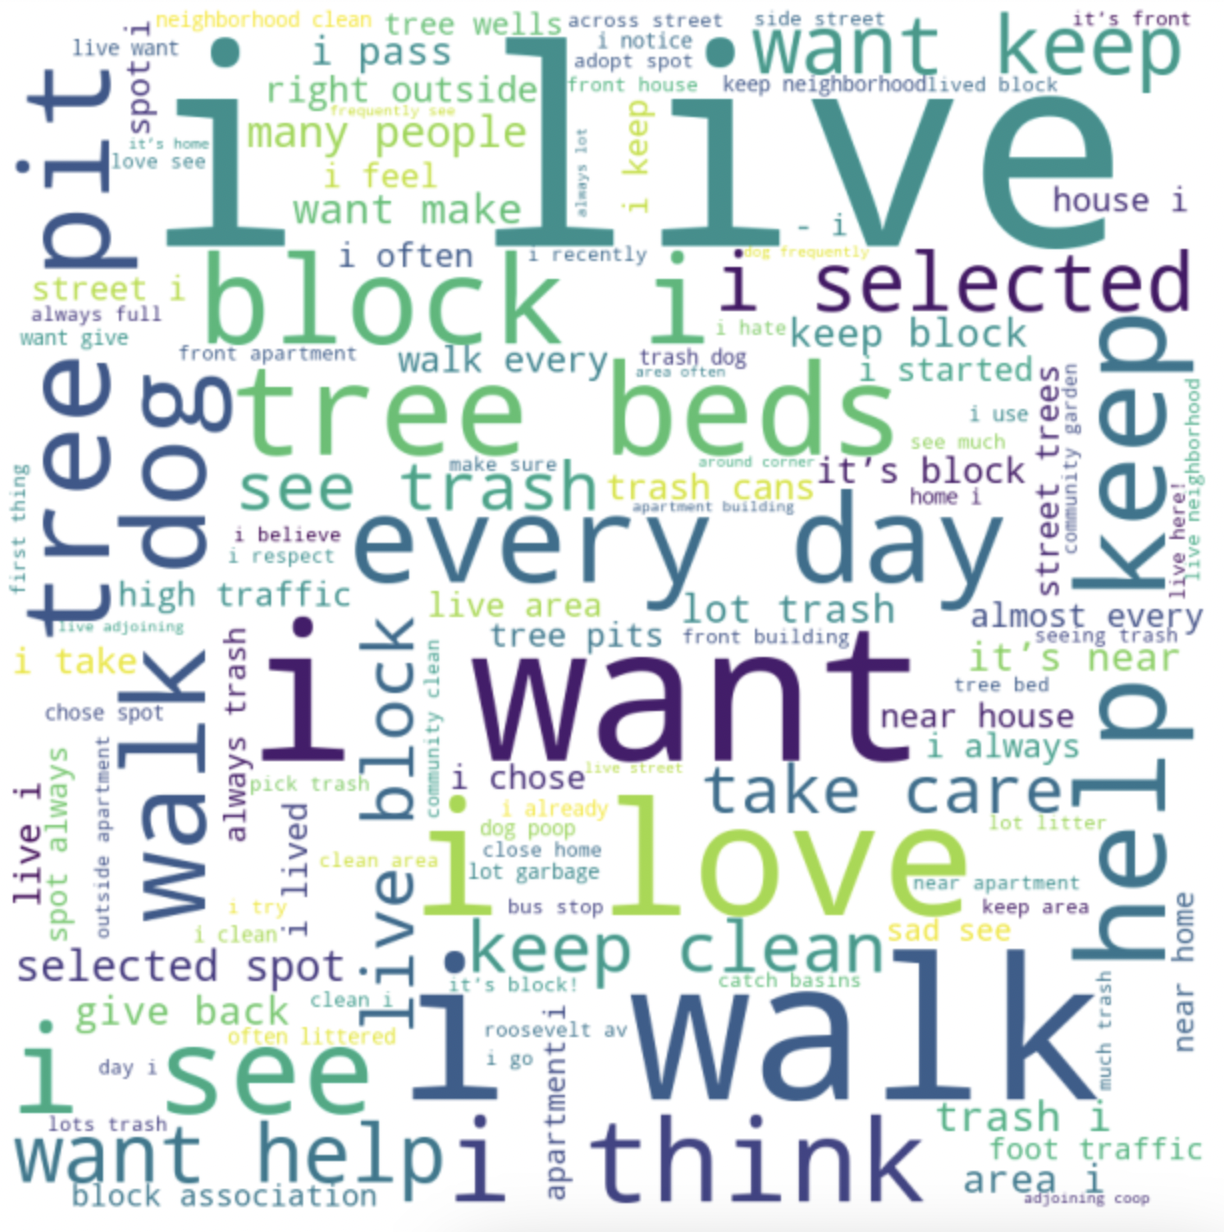 neighborhood clean
tree wells
across street
side street
it's front
live want
spot i
i pass
i notice
adopt spot
want keep
i live
tree pit
right outside
front house
keep neighborhood
lived block
frequently see
many people
i keep
always lot
it's home
love see
i feel
want make
house i
- i
i often
i recently
dog frequently
street i
block i
i selected
always full
want give
i hate
keep block
front apartment
walk every
trash dog
area often
i started
walk dog
tree beds
street trees
community garden
help keep
live neighborhood
i use
see much
make sure
around corner
it’s block
see trash
trash cans
home i
apartment building
first thing
i believe
i respect
every day
live here!
high traffic
live area
lot trash
almost every
live adjoining
tree pits
front building
seeing trash
i take
always trash
i want
live block
community clean
it’s near
tree bed
chose spot
near house
i always
spot always
outside apartment
pick trash
i chose
live street
take care
live i
i lived
i already
i love
dog poop
lot litter
clean area
close home
lot garbage
near apartment
i try
bus stop
keep area
i clean
keep clean
sad see
near home
selected spot
it's block!
catch basins
give back
clean i
i walk
much trash
often littered
roosevelt av
i see
day i
i go
apartment i
lots trash
want help
i think
trash i
foot traffic
area i
block association
adjoining coop